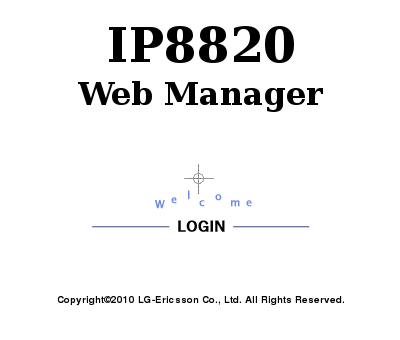 IP8820
Web Manager
Welcome
LOGIN
Copyright©2010 LG-Ericsson Co., Ltd. All Rights Reserved.